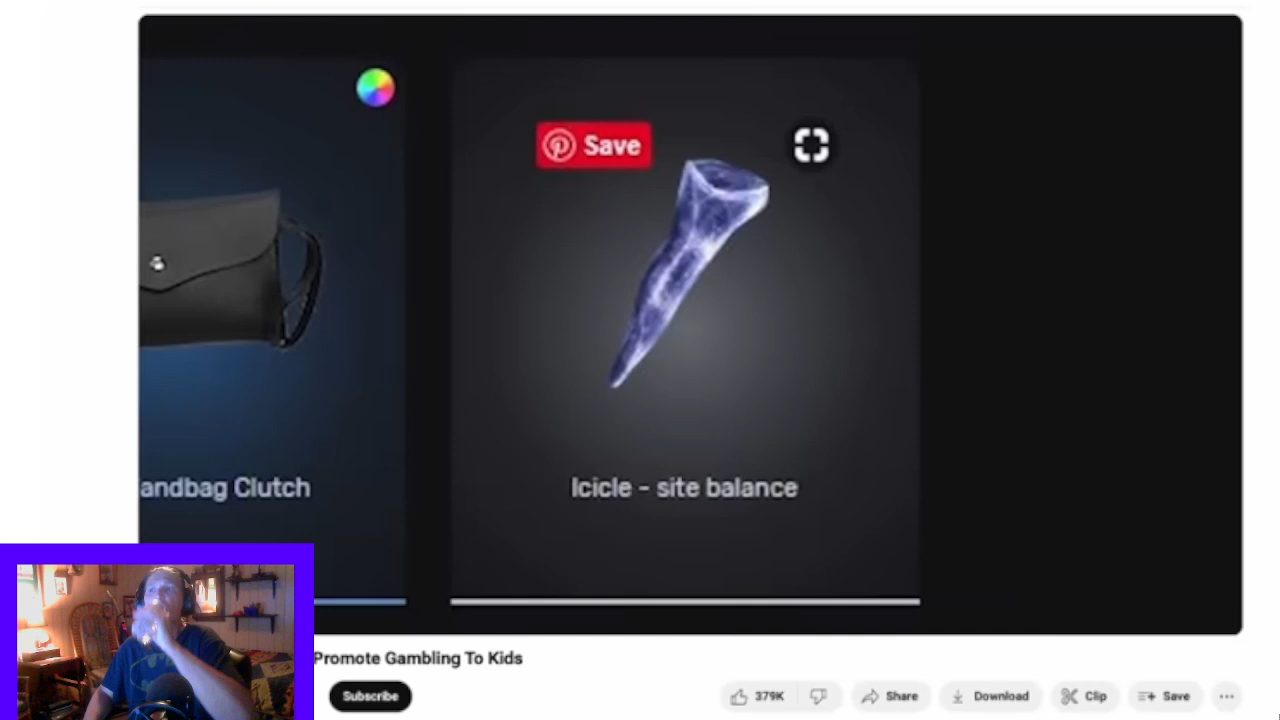 Save
andbag Clutch
Icicle - site balance
Promote Gambling To Kids
Subscribe
379K
Share
Download
Clip
Save